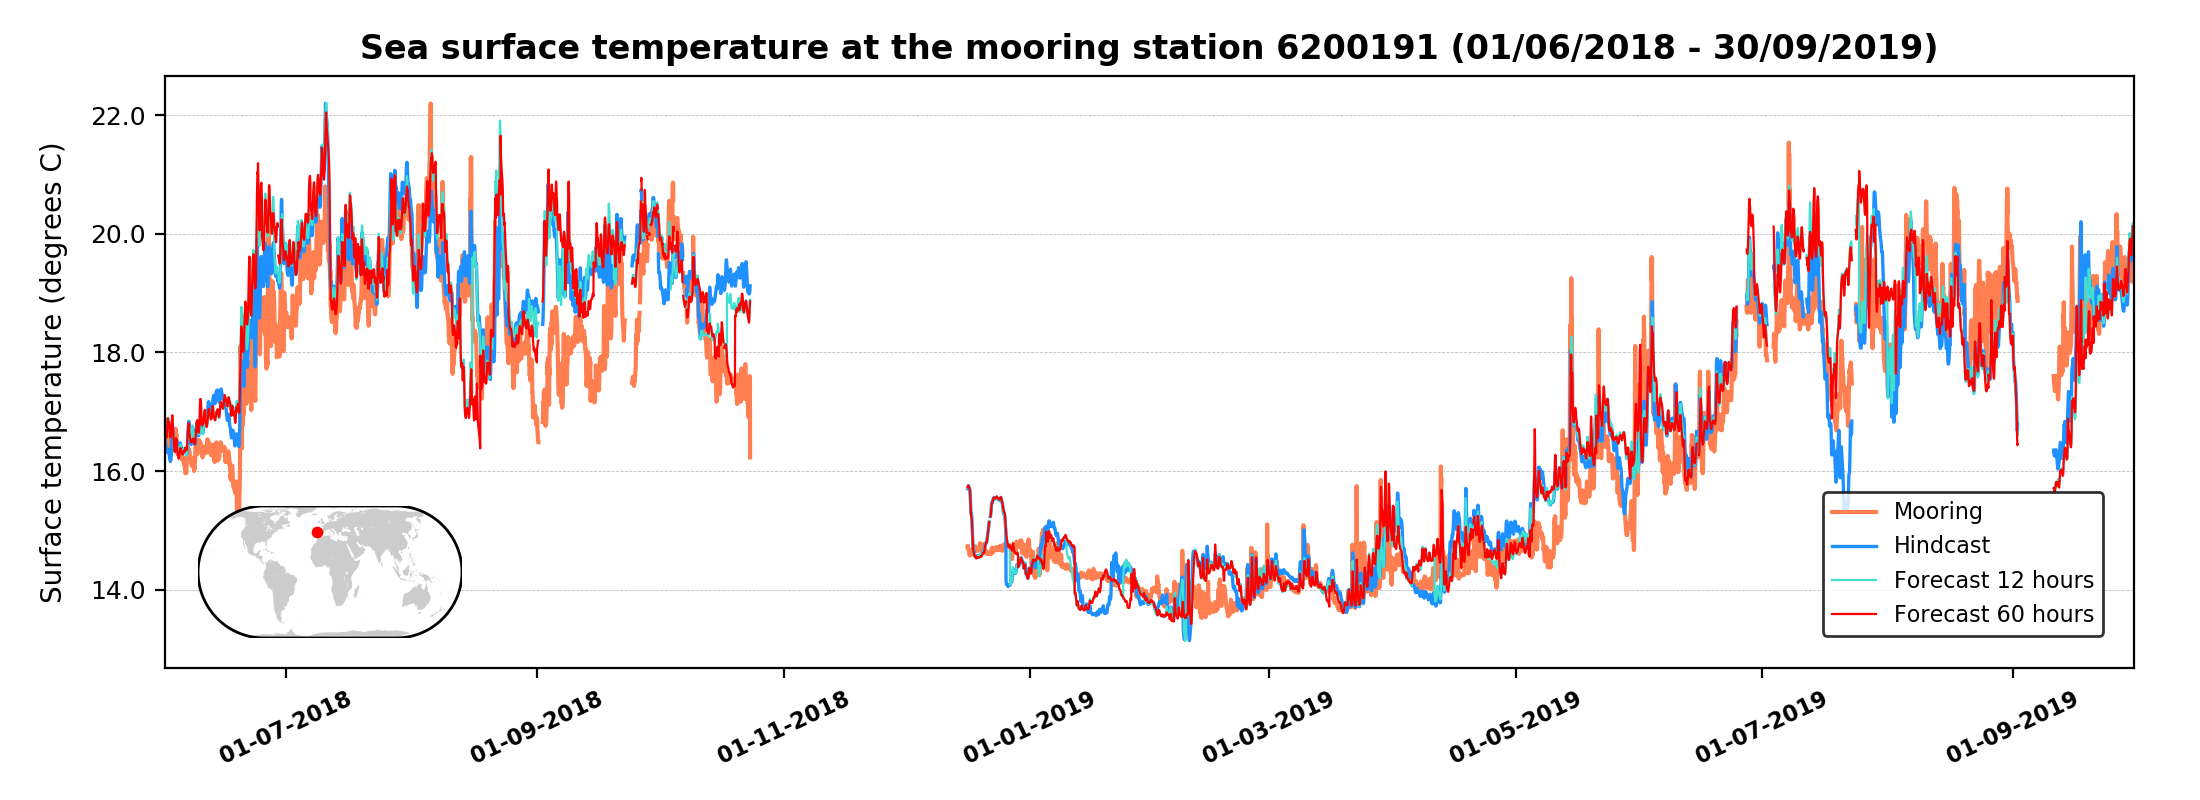 Sea surface temperature at the mooring station 6200191 (01/06/2018 - 30/09/2019)
Surface temperature (degrees C)
22.0
20.0
18.0
16.0
14.0
Mooring
Hindcast
Forecast 12 hours
Forecast 60 hours
01-07-2018
01-09-2018
01-11-2018
01-01-2019
01-03-2019
01-05-2019
01-07-2019
01-09-2019